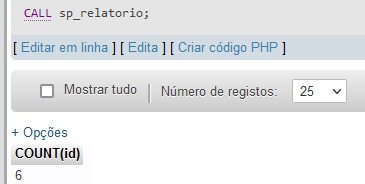 CALL sp_relatorio;
[ Editar em linha ] [ Edita ] [ Criar código PHP ]
Mostrar tudo Número de registos: 25
+ Opções
COUNT(id)
6